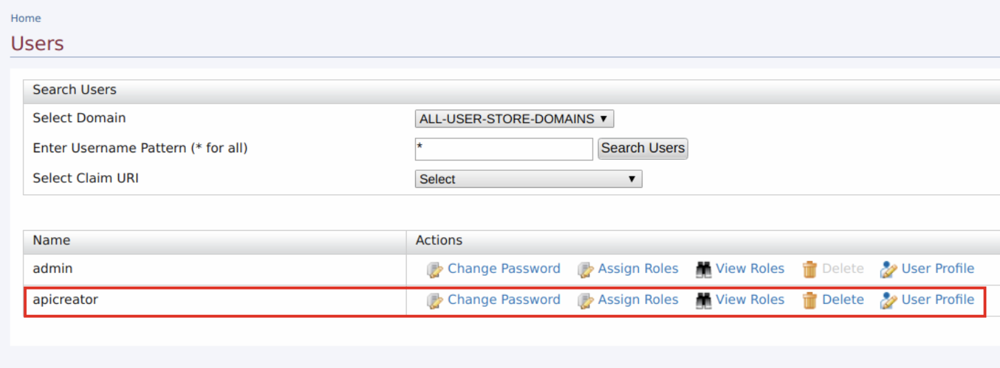 Home
Users
Search Users
Select Domain ALL-USER-STORE-DOMAINS
Enter Username Pattern (* for all) * Search Users
Select Claim URI Select
Name Actions
admin Change Password Assign Roles View Roles Delete User Profile
apicreator Change Password Assign Roles View Roles Delete User Profile